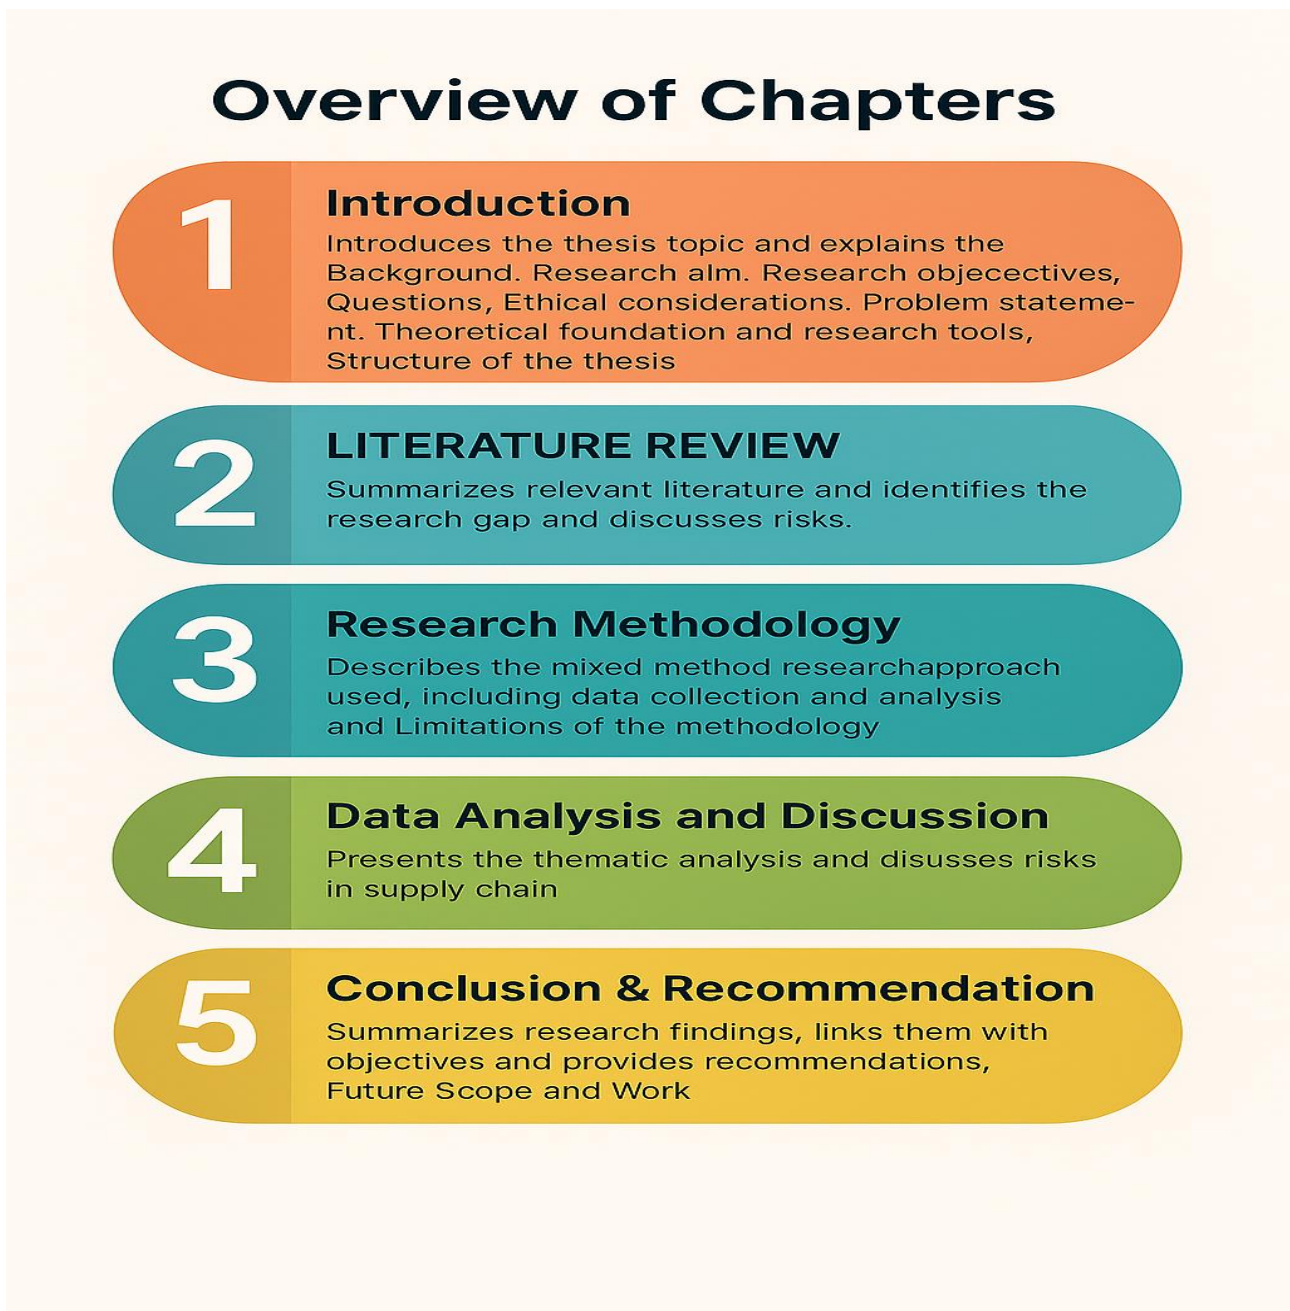 Overview of Chapters
1
Introduction
Introduces the thesis topic and explains the
Background. Research alm. Research objecectives,
Questions, Ethical considerations. Problem stateme-
nt. Theoretical foundation and research tools,
Structure of the thesis
2
LITERATURE REVIEW
Summarizes relevant literature and identifies the
research gap and discusses risks.
3
Research Methodology
Describes the mixed method researchapproach
used, including data collection and analysis
and Limitations of the methodology
4
Data Analysis and Discussion
Presents the thematic analysis and disusses risks
in supply chain
5
Conclusion & Recommendation
Summarizes research findings, links them with
objectives and provides recommendations,
Future Scope and Work